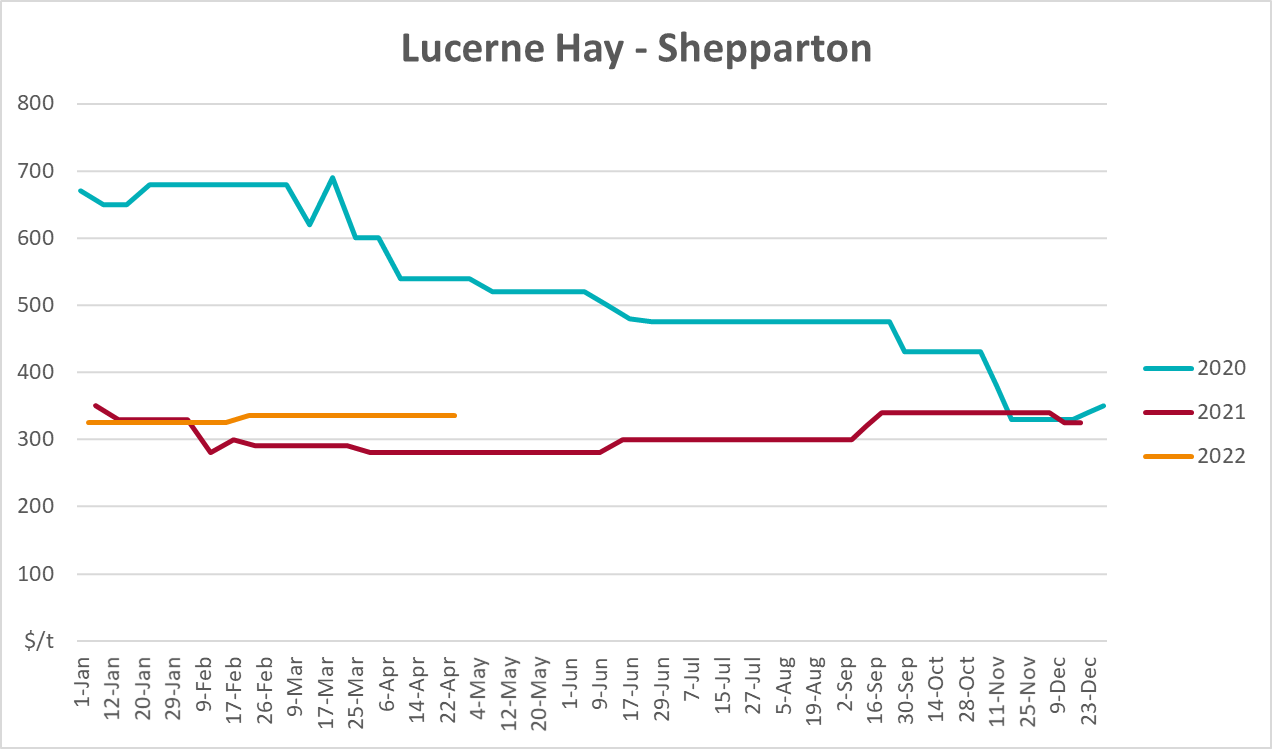 Lucerne Hay - Shepparton
800
700
600
500
400
300
200
100
$/t
1-Jan
12-Jan
20-Jan
29-Jan
9-Feb
17-Feb
26-Feb
9-Mar
17-Mar
25-Mar
6-Apr
14-Apr
22-Apr
4-May
12-May
20-May
1-Jun
9-Jun
17-Jun
29-Jun
7-Jul
15-Jul
27-Jul
5-Aug
19-Aug
2-Sep
16-Sep
30-Sep
14-Oct
28-Oct
11-Nov
25-Nov
9-Dec
23-Dec
2020
2021
2022